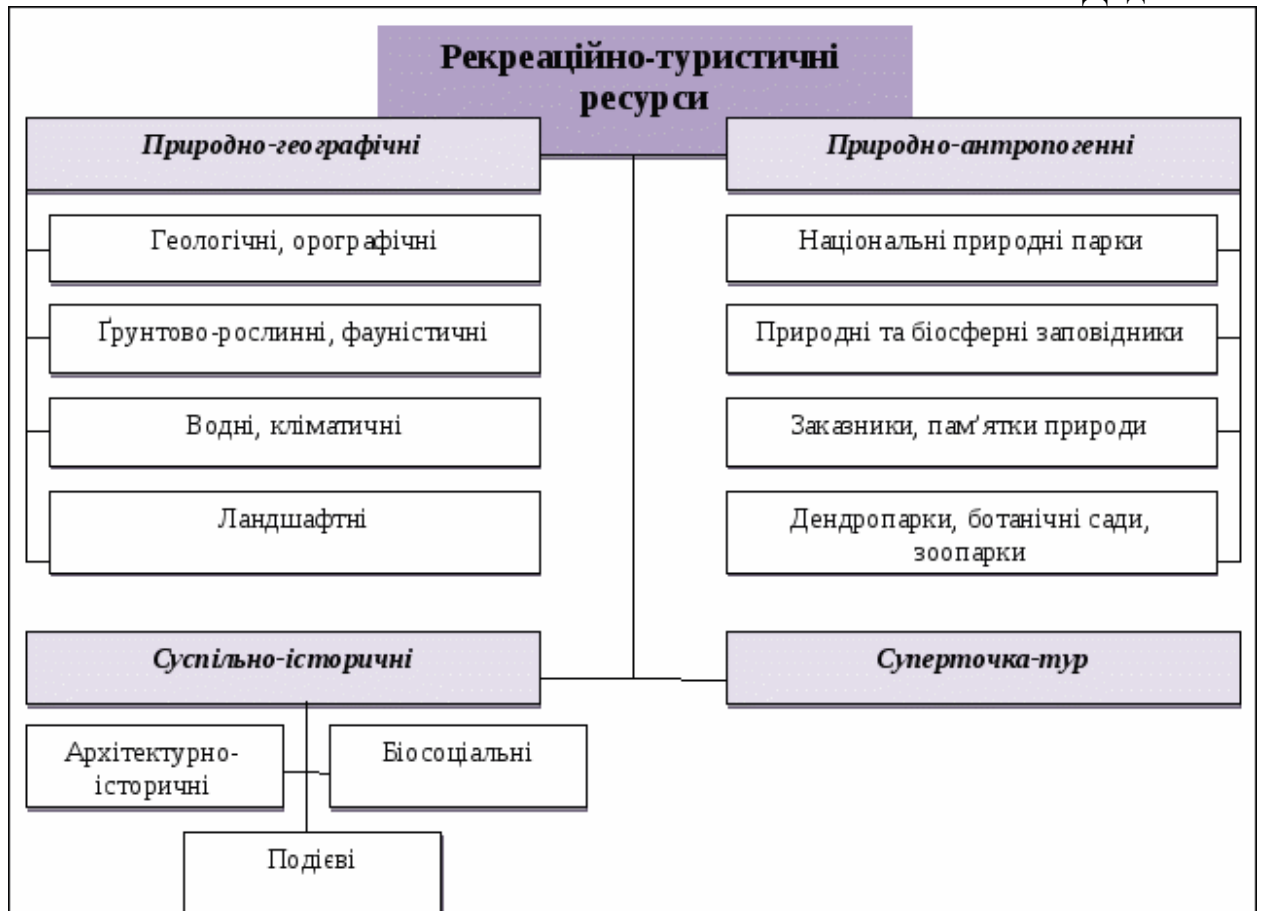 Рекреаційно-туристичні
ресурси
Природно-географічні
Природно-антропогенні
Геологічні, орографічні
Національні природні парки
Ґрунтово-рослинні, фауністичні
Природні та біосферні заповідники
Водні, кліматичні
Заказники, пам'ятки природи
Ландшафтні
Дендропарки, ботанічні сади,
зоопарки
Суспільно-історичні
Суперточка-тур
Архітектурно-
історичні
Біосоціальні
Подієві